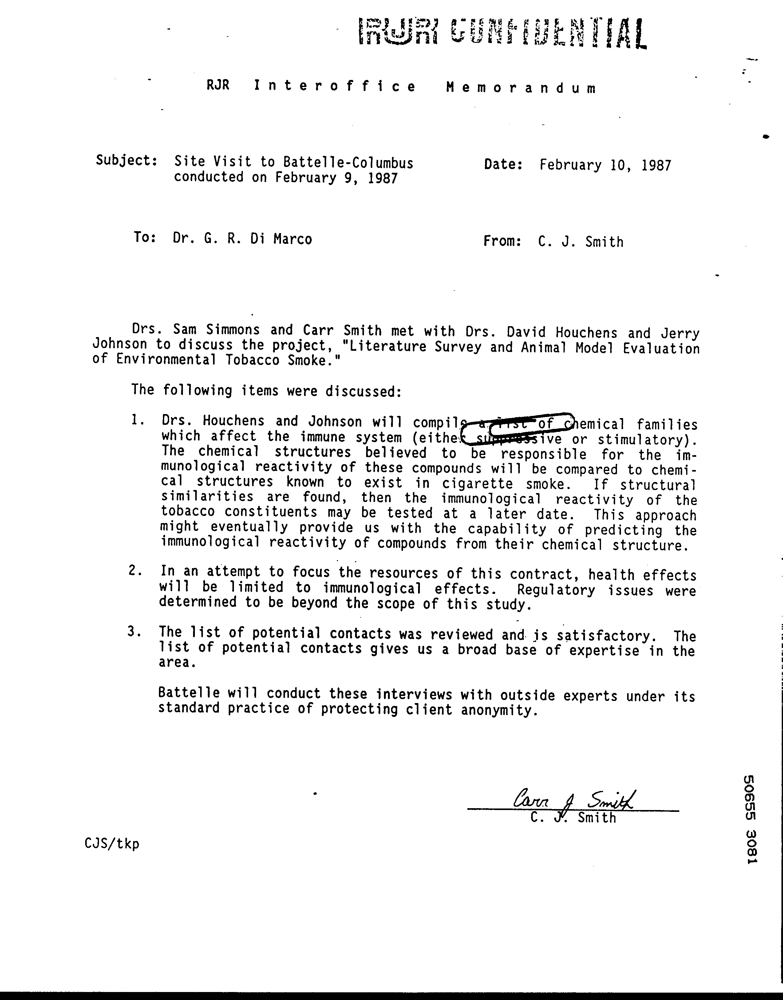 RJR CONFIDENTIAL
RJR Interoffice Memorandum
Subject: Site Visit to Battelle-Columbus Date: February 10, 1987
conducted on February 9, 1987
To: Dr. G. R. Di Marco From: C. J. Smith
Drs. Sam Simmons and Carr Smith met with Drs. David Houchens and Jerry
Johnson to discuss the project, "Literature Survey and Animal Model Evaluation
of Environmental Tobacco Smoke."
The following items were discussed:
1. Drs. Houchens and Johnson will compile a list of chemical families
which affect the immune system (either suppressive or stimulatory).
The chemical structures believed to be responsible for the im-
munological reactivity of these compounds will be compared to chemi-
cal structures known to exist in cigarette smoke. If structural
similarities are found, then the immunological reactivity of the
tobacco constituents may be tested at a later date. This approach
might eventually provide us with the capability of predicting the
immunological reactivity of compounds from their chemical structure.
2. In an attempt to focus the resources of this contract, health effects
will be limited to immunological effects. Regulatory issues were
determined to be beyond the scope of this study.
3. The list of potential contacts was reviewed and is satisfactory. The
list of potential contacts gives us a broad base of expertise in the
area.
Battelle will conduct these interviews with outside experts under its
standard practice of protecting client anonymity.
Carr J Smith
C. J. Smith
CJS/tkp
50655 3081